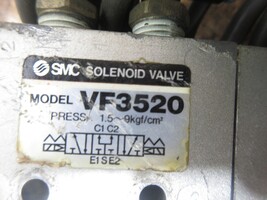 SMC SOLENOID VALVE
MODEL VF3520
PRESS. 1.5~9kgf/cm²
C1 C2
E1 S E2